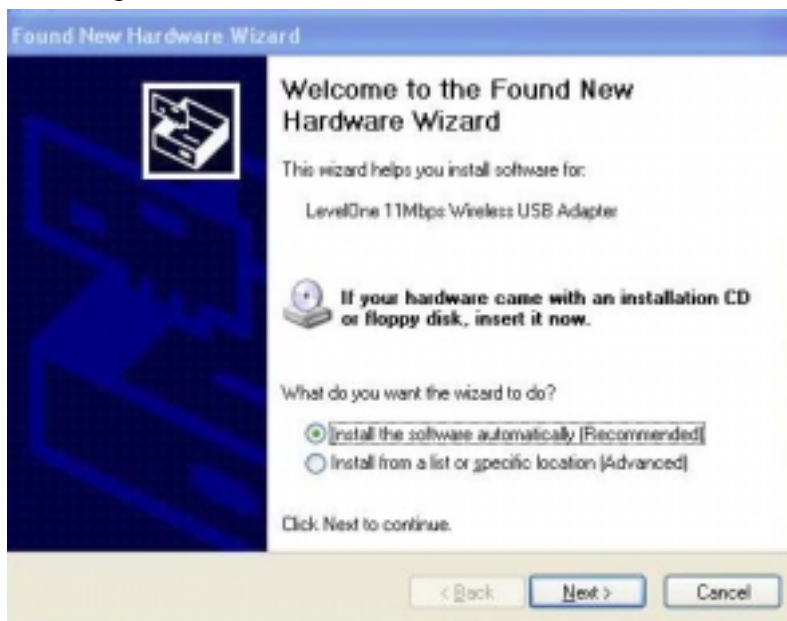 Found New Hardware Wizard
Welcome to the Found New
Hardware Wizard
This wizard helps you install software for:
LevelOne 11Mbps Wireless USB Adapter
If your hardware came with an installation CD
or floppy disk, insert it now.
What do you want the wizard to do?
Install the software automatically (Recommended)
Install from a list or specific location (Advanced)
Click Next to continue.
< Back Next > Cancel